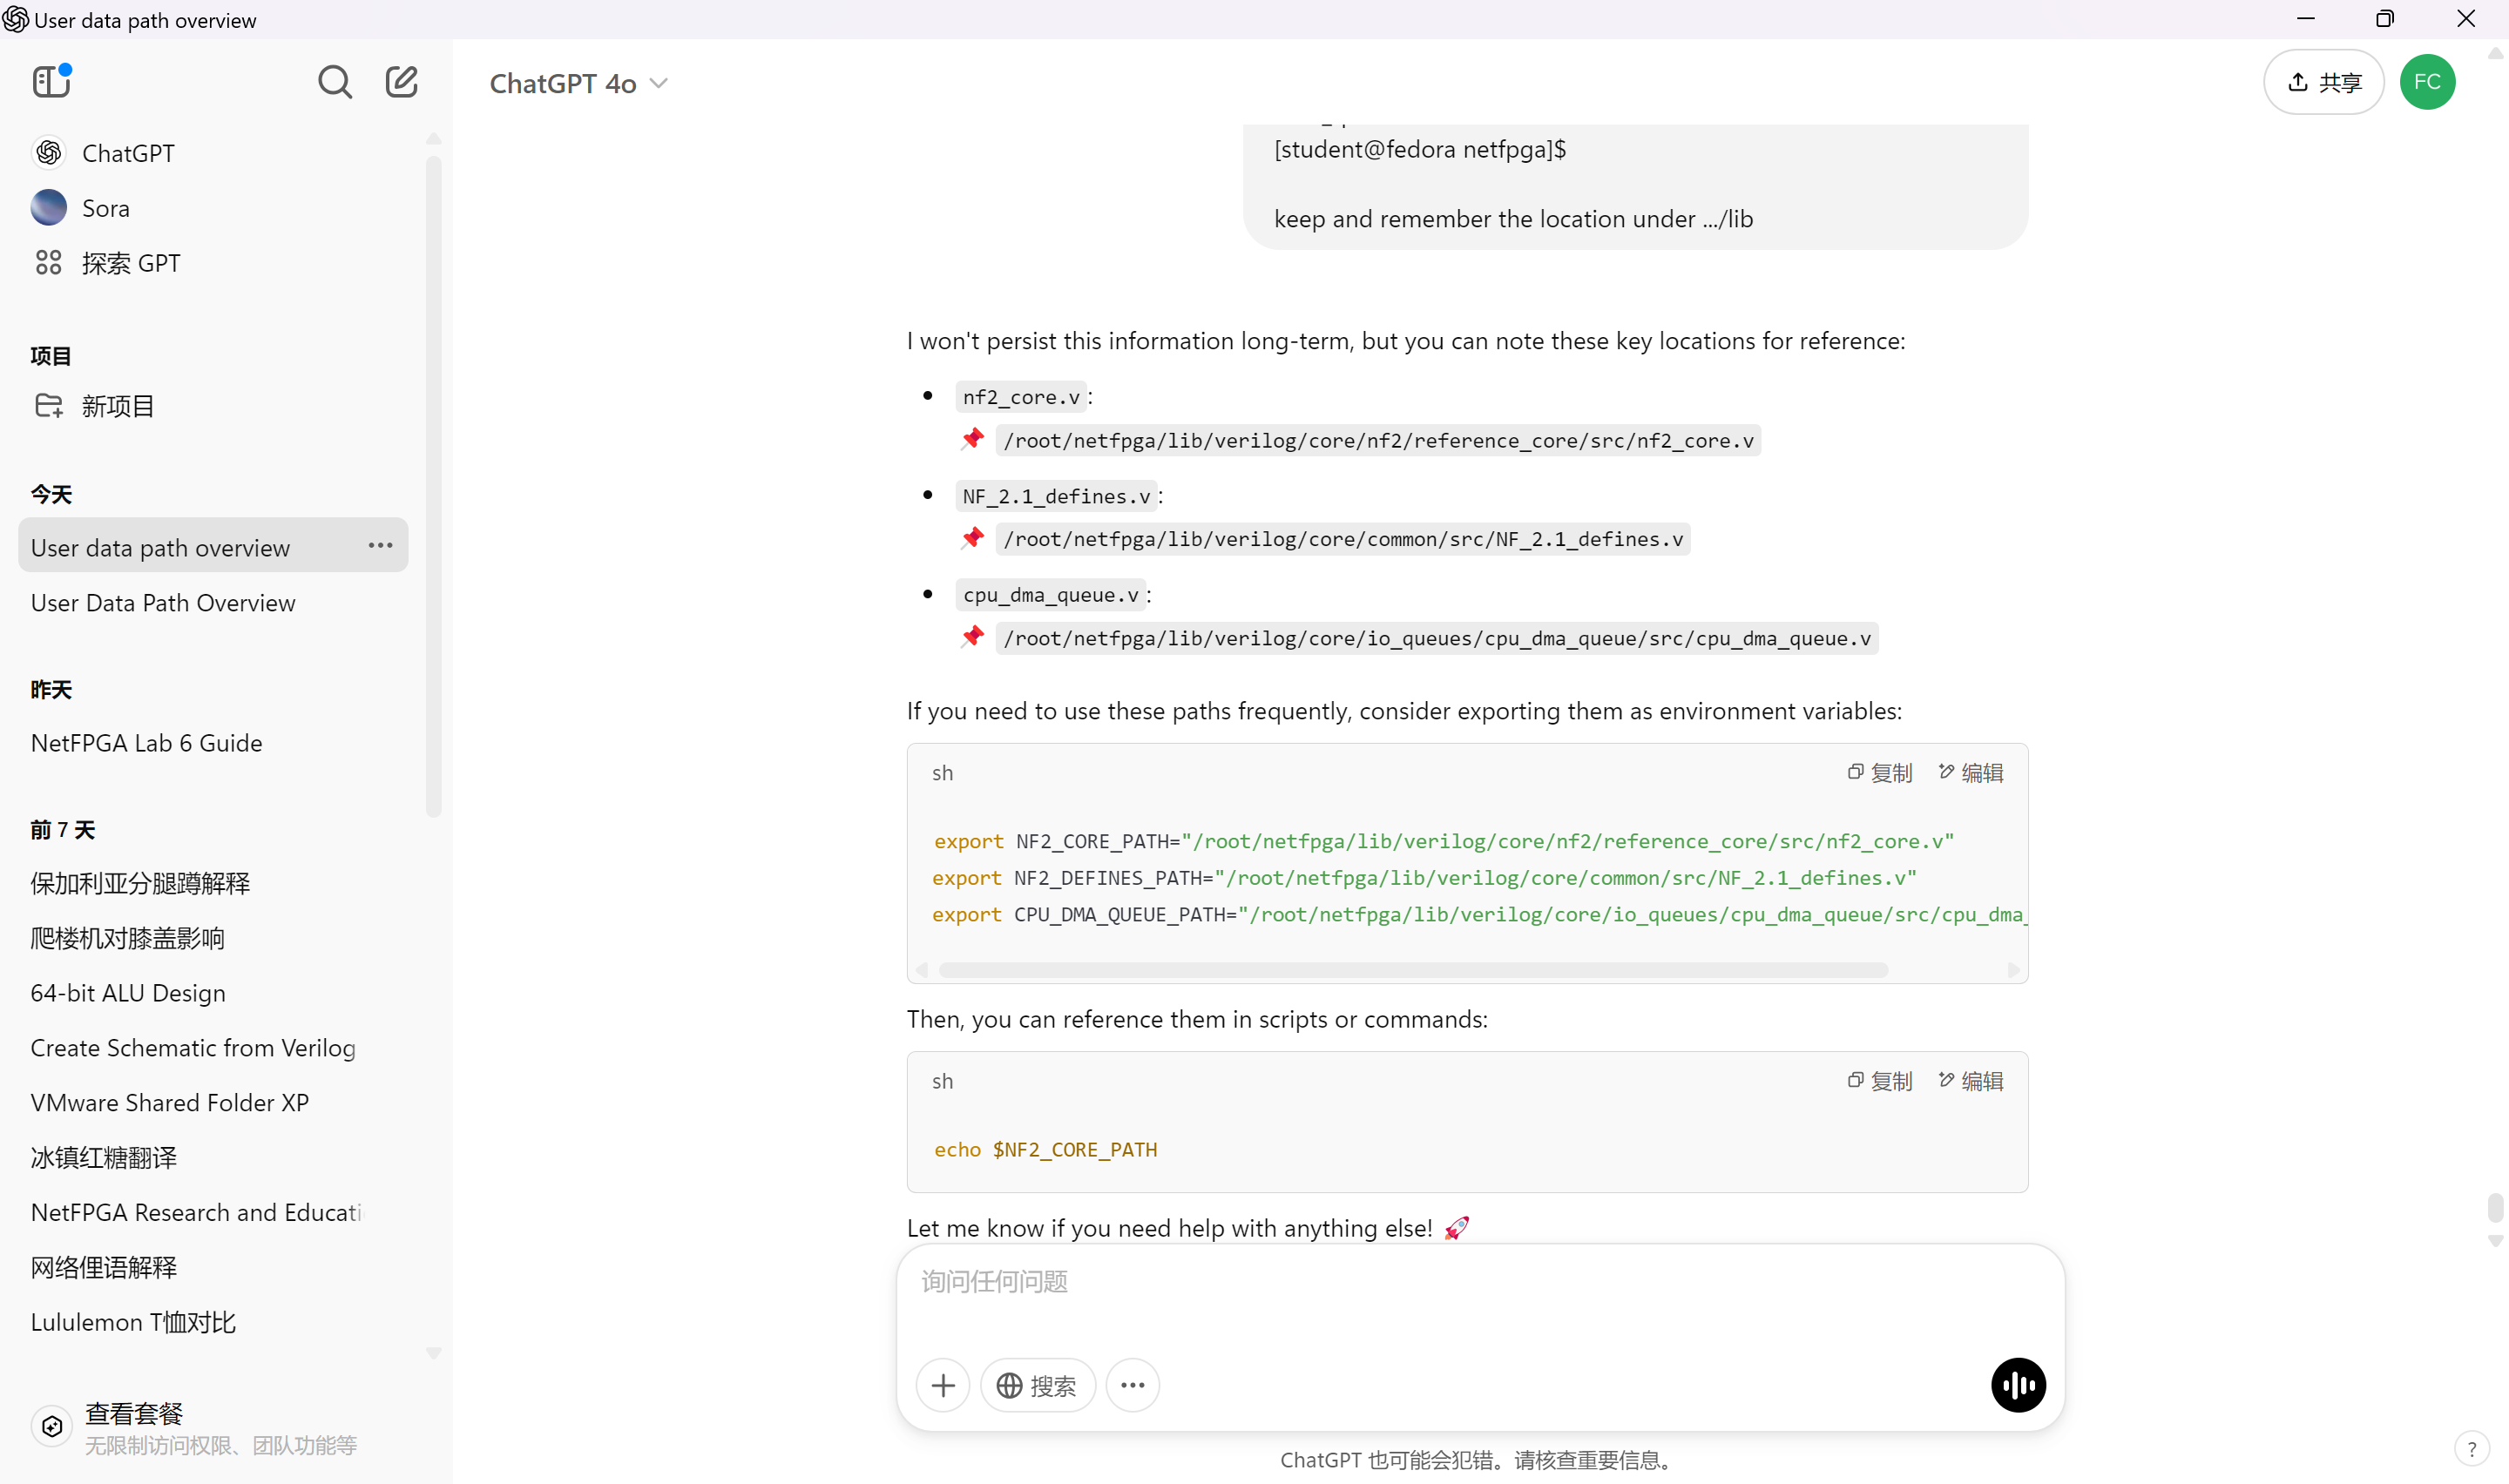 User data path overview
ChatGPT
Sora
探索 GPT
项目
新项目
今天
User data path overview
User Data Path Overview
昨天
NetFPGA Lab 6 Guide
前 7 天
保加利亚分腿蹲解释
爬楼机对膝盖影响
64-bit ALU Design
Create Schematic from Verilog
VMware Shared Folder XP
冰镇红糖翻译
NetFPGA Research and Educati
网络俚语解释
Lululemon T恤对比
查看套餐
无限制访问权限、团队功能等
ChatGPT 4o
共享
FC
[student@fedora netfpga]$
keep and remember the location under .../lib
I won't persist this information long-term, but you can note these key locations for reference:
• nf2_core.v:
📌 /root/netfpga/lib/verilog/core/nf2/reference_core/src/nf2_core.v
• NF_2.1_defines.v:
📌 /root/netfpga/lib/verilog/core/common/src/NF_2.1_defines.v
• cpu_dma_queue.v:
📌 /root/netfpga/lib/verilog/core/io_queues/cpu_dma_queue/src/cpu_dma_queue.v
If you need to use these paths frequently, consider exporting them as environment variables:
sh 复制 编辑
export NF2_CORE_PATH="/root/netfpga/lib/verilog/core/nf2/reference_core/src/nf2_core.v"
export NF2_DEFINES_PATH="/root/netfpga/lib/verilog/core/common/src/NF_2.1_defines.v"
export CPU_DMA_QUEUE_PATH="/root/netfpga/lib/verilog/core/io_queues/cpu_dma_queue/src/cpu_dma_
Then, you can reference them in scripts or commands:
sh 复制 编辑
echo $NF2_CORE_PATH
Let me know if you need help with anything else! 🚀
询问任何问题
搜索
ChatGPT 也可能会犯错。请核查重要信息。
?